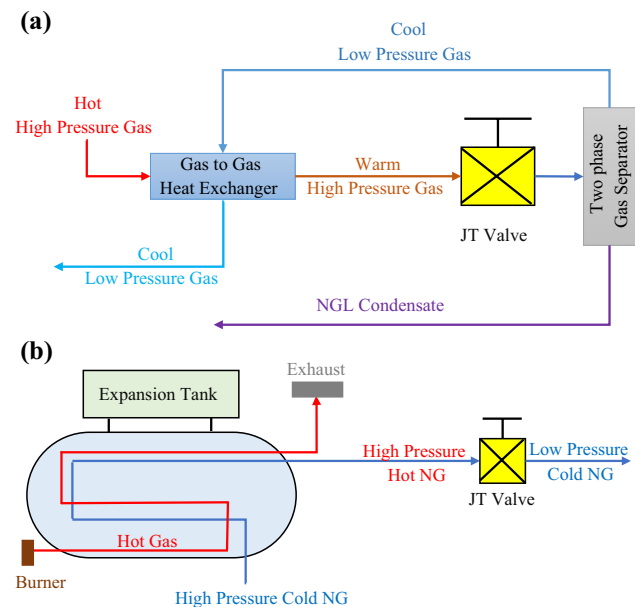 (a)
Cool
Low Pressure Gas
Hot
High Pressure Gas
Gas to Gas
Heat Exchanger
Warm
High Pressure Gas
JT Valve
Two phase
Gas Separator
Cool
Low Pressure Gas
NGL Condensate
(b)
Exhaust
Expansion Tank
High Pressure
Hot NG
Low Pressure
Cold NG
JT Valve
Hot Gas
Burner
High Pressure Cold NG